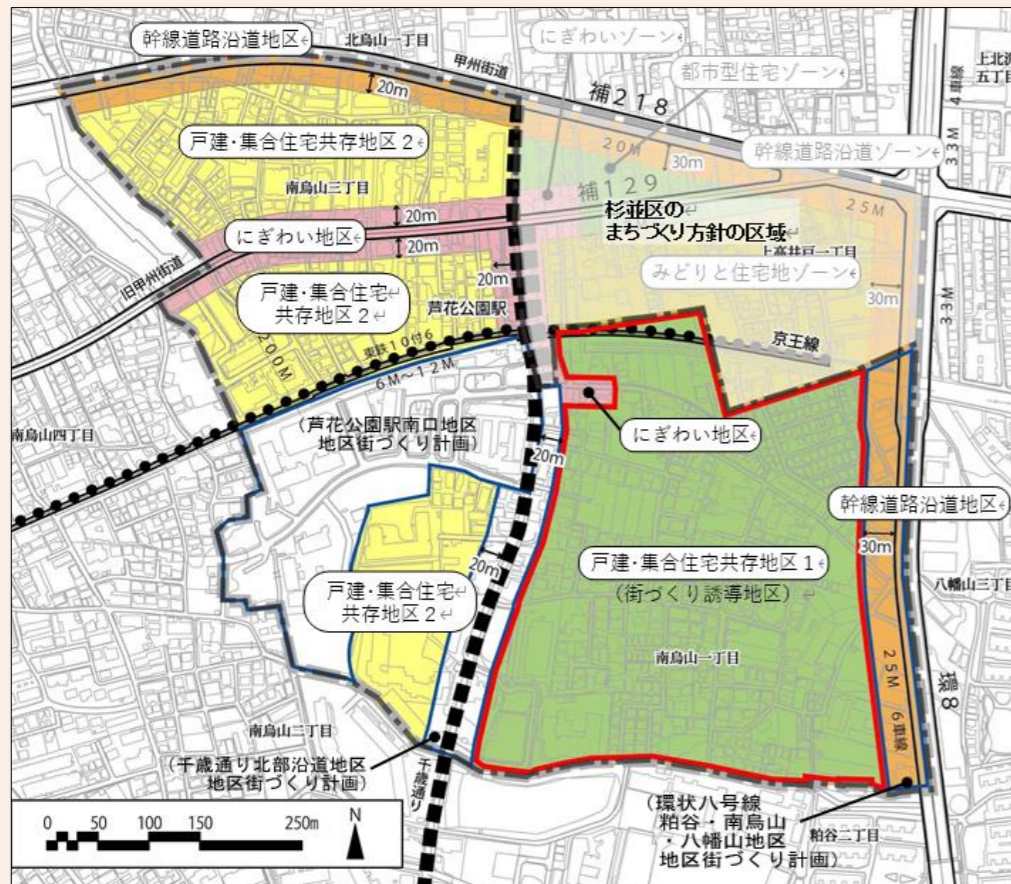 幹線道路沿道地区
北烏山一丁目
甲州街道
にぎわいゾーン
都市型住宅ゾーン
補218
4車線
33M
20m
戸建・集合住宅共存地区2
20M
30m
幹線道路沿道ゾーン
南烏山三丁目
補129
25M
20m
にぎわい地区
20m
杉並区の
まちづくり方針の区域
上高井戸一丁目
旧甲州街道
20m
みどりと住宅地ゾーン
30m
33M
戸建・集合住宅
共存地区2
芦花公園駅
200M
東鉄10付6
6M～12M
京王線
南烏山四丁目
(芦花公園駅南口地区
地区街づくり計画)
20m
にぎわい地区
幹線道路沿道地区
30m
戸建・集合住宅共存地区1
(街づくり誘導地区)
八幡山三丁目
20m
戸建・集合住宅
共存地区2
南烏山一丁目
25M
6車線
環8
南烏山二丁目
(千歳通り北部沿道地区
地区街づくり計画)
千歳通り
(環状八号線
粕谷・南烏山
・八幡山地区
地区街づくり計画)
粕谷二丁目
0 50 100 150 250m
N